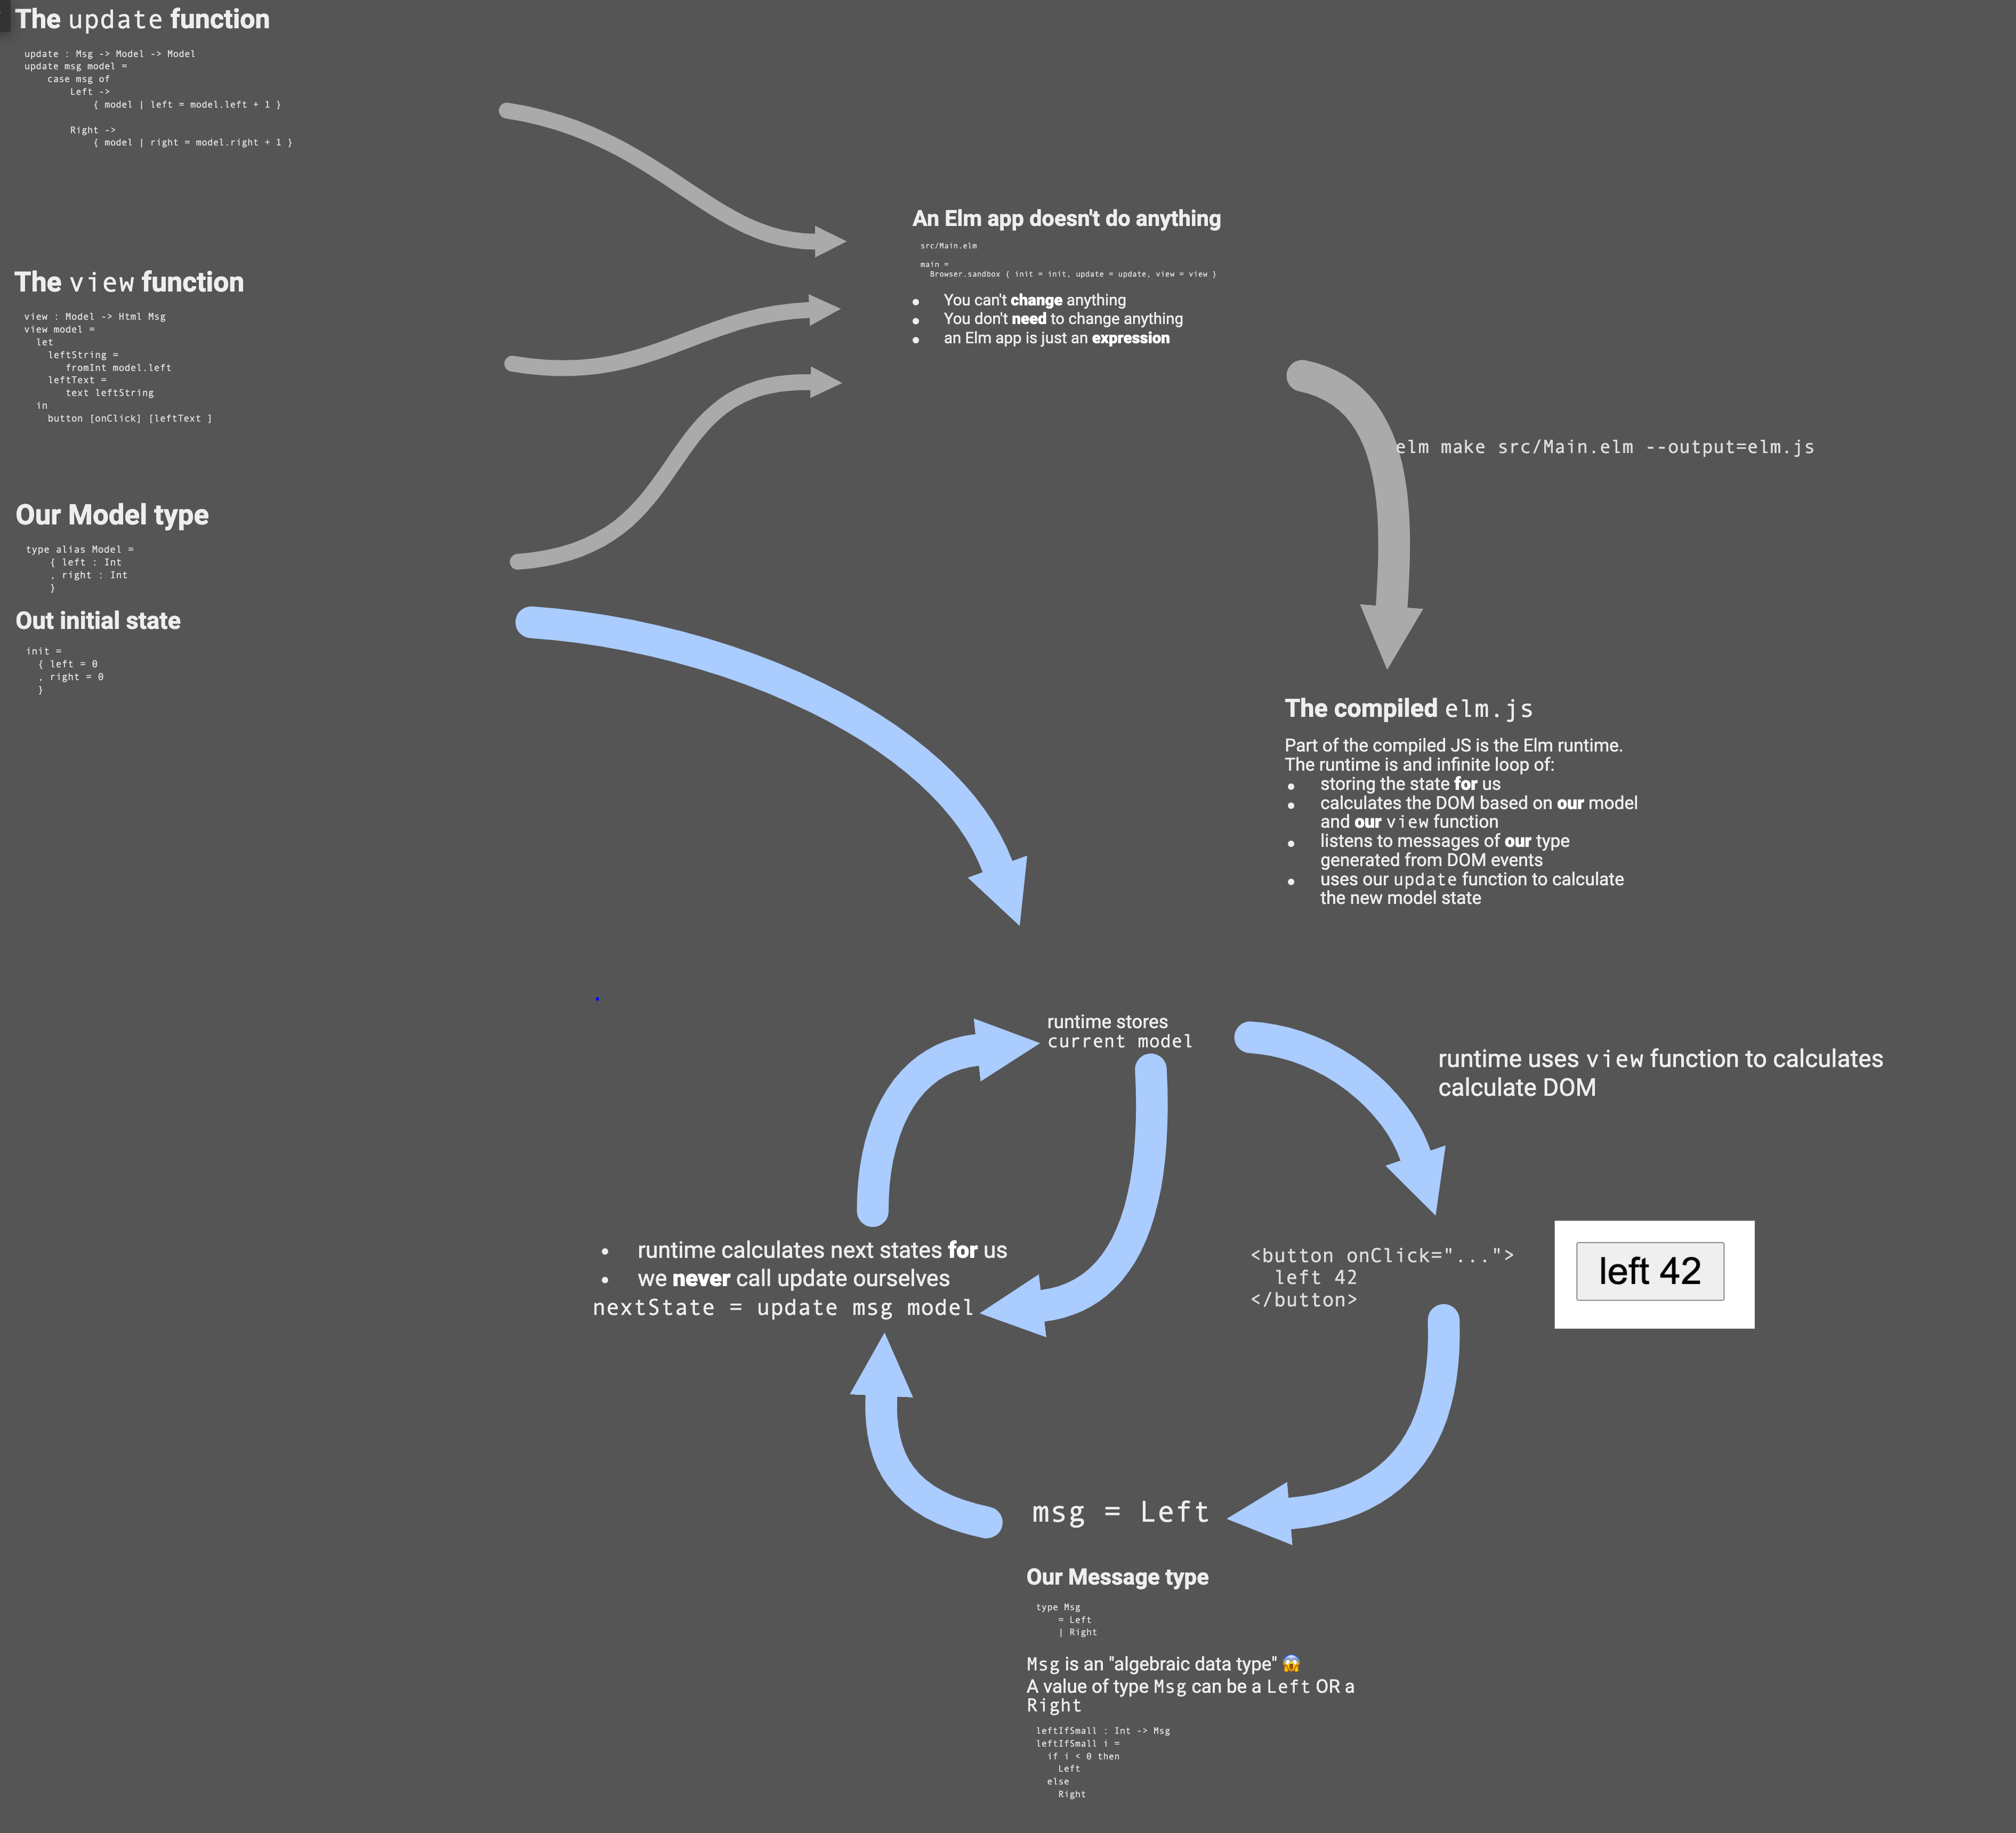 The update function
update : Msg -> Model -> Model
update msg model =
    case msg of
        Left ->
            { model | left = model.left + 1 }
        Right ->
            { model | right = model.right + 1 }
The view function
view : Model -> Html Msg
view model =
  let
    leftString =
       fromInt model.left
    leftText =
       text leftString
  in
    button [onClick] [leftText ]
Our Model type
type alias Model =
    { left : Int
    , right : Int
    }
Out initial state
init =
  { left = 0
  , right = 0
  }
An Elm app doesn't do anything
src/Main.elm
main =
  Browser.sandbox { init = init, update = update, view = view }
● You can't change anything
● You don't need to change anything
● an Elm app is just an expression
elm make src/Main.elm --output=elm.js
The compiled elm.js
Part of the compiled JS is the Elm runtime.
The runtime is and infinite loop of:
● storing the state for us
● calculates the DOM based on our model
and our view function
● listens to messages of our type
generated from DOM events
● uses our update function to calculate
the new model state
runtime stores
current model
runtime uses view function to calculates
calculate DOM
<button onClick="...">
  left 42
</button>
left 42
● runtime calculates next states for us
● we never call update ourselves
nextState = update msg model
msg = Left
Our Message type
type Msg
    = Left
    | Right
Msg is an "algebraic data type" 😱
A value of type Msg can be a Left OR a
Right
leftIfSmall : Int -> Msg
leftIfSmall i =
  if i < 0 then
    Left
  else
    Right